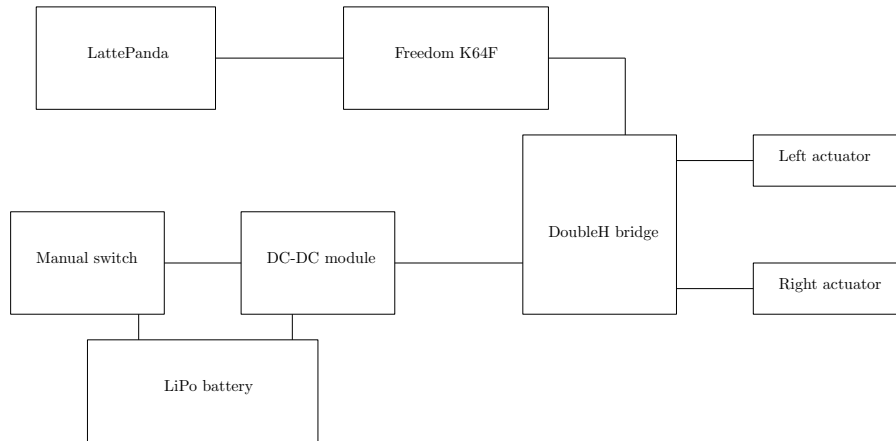 LattePanda
Freedom K64F
Left actuator
DoubleH bridge
Manual switch
DC-DC module
Right actuator
LiPo battery